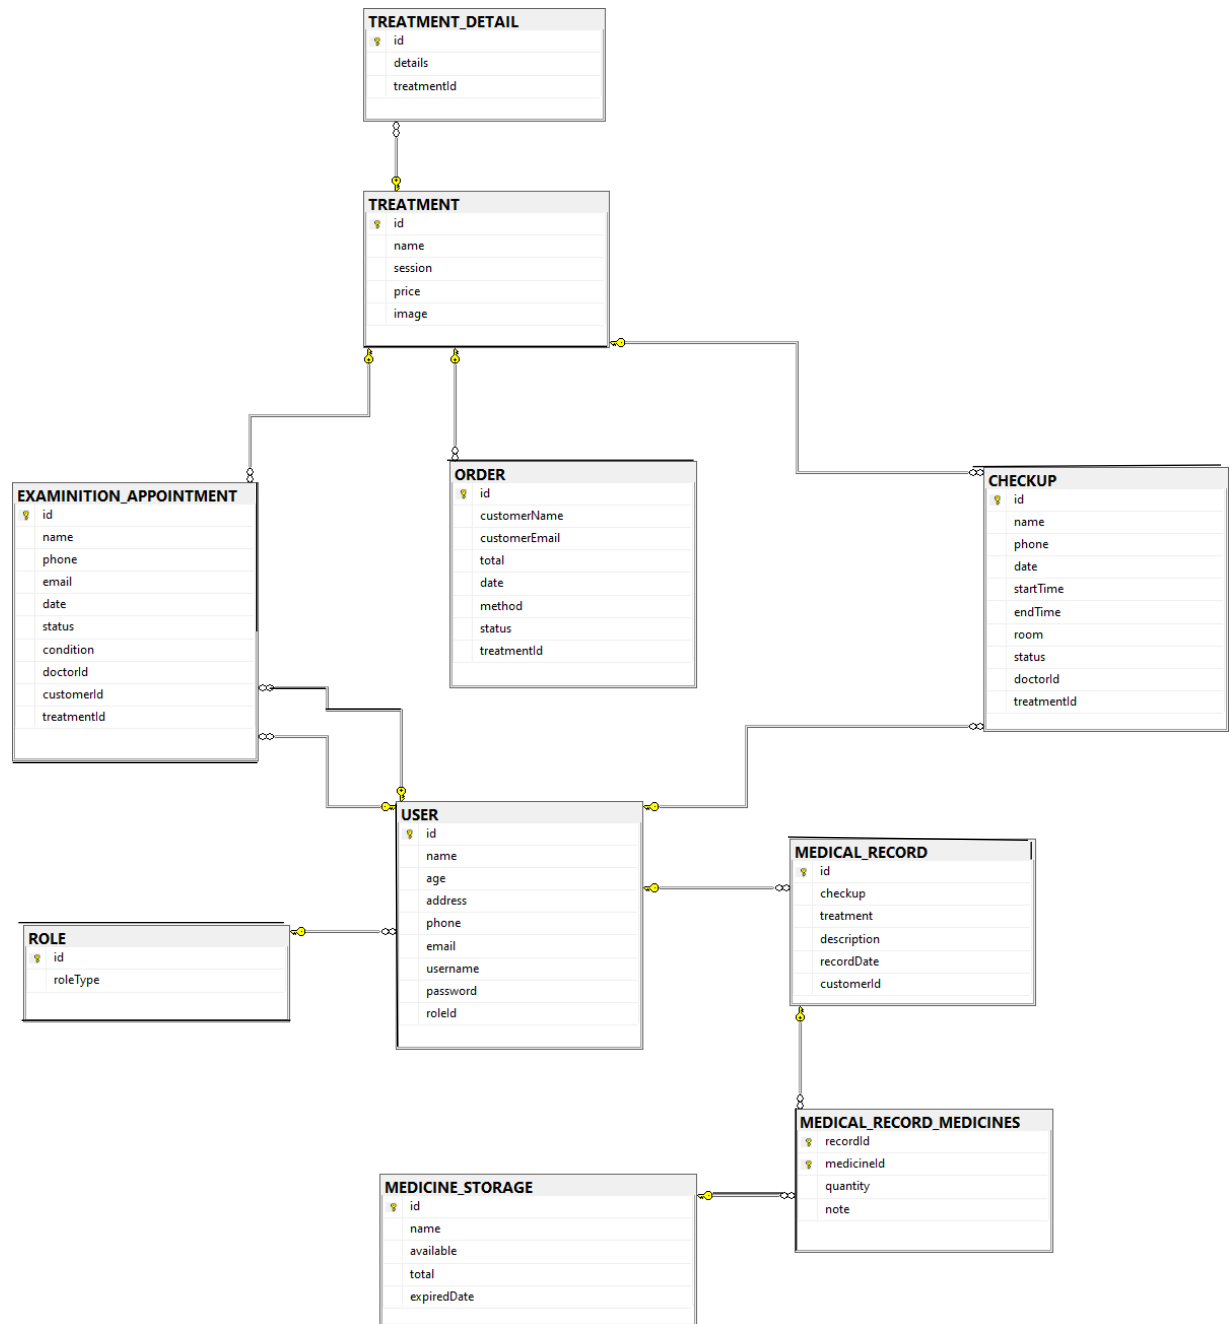 TREATMENT_DETAIL
id
details
treatmentId
TREATMENT
id
name
session
price
image
EXAMINITION_APPOINTMENT
id
name
phone
email
date
status
condition
doctorId
customerId
treatmentId
ORDER
id
customerName
customerEmail
total
date
method
status
treatmentId
CHECKUP
id
name
phone
date
startTime
endTime
room
status
doctorId
treatmentId
USER
id
name
age
address
phone
email
username
password
roleId
MEDICAL_RECORD
id
checkup
treatment
description
recordDate
customerId
ROLE
id
roleType
MEDICAL_RECORD_MEDICINES
recordId
medicineId
quantity
note
MEDICINE_STORAGE
id
name
available
total
expiredDate